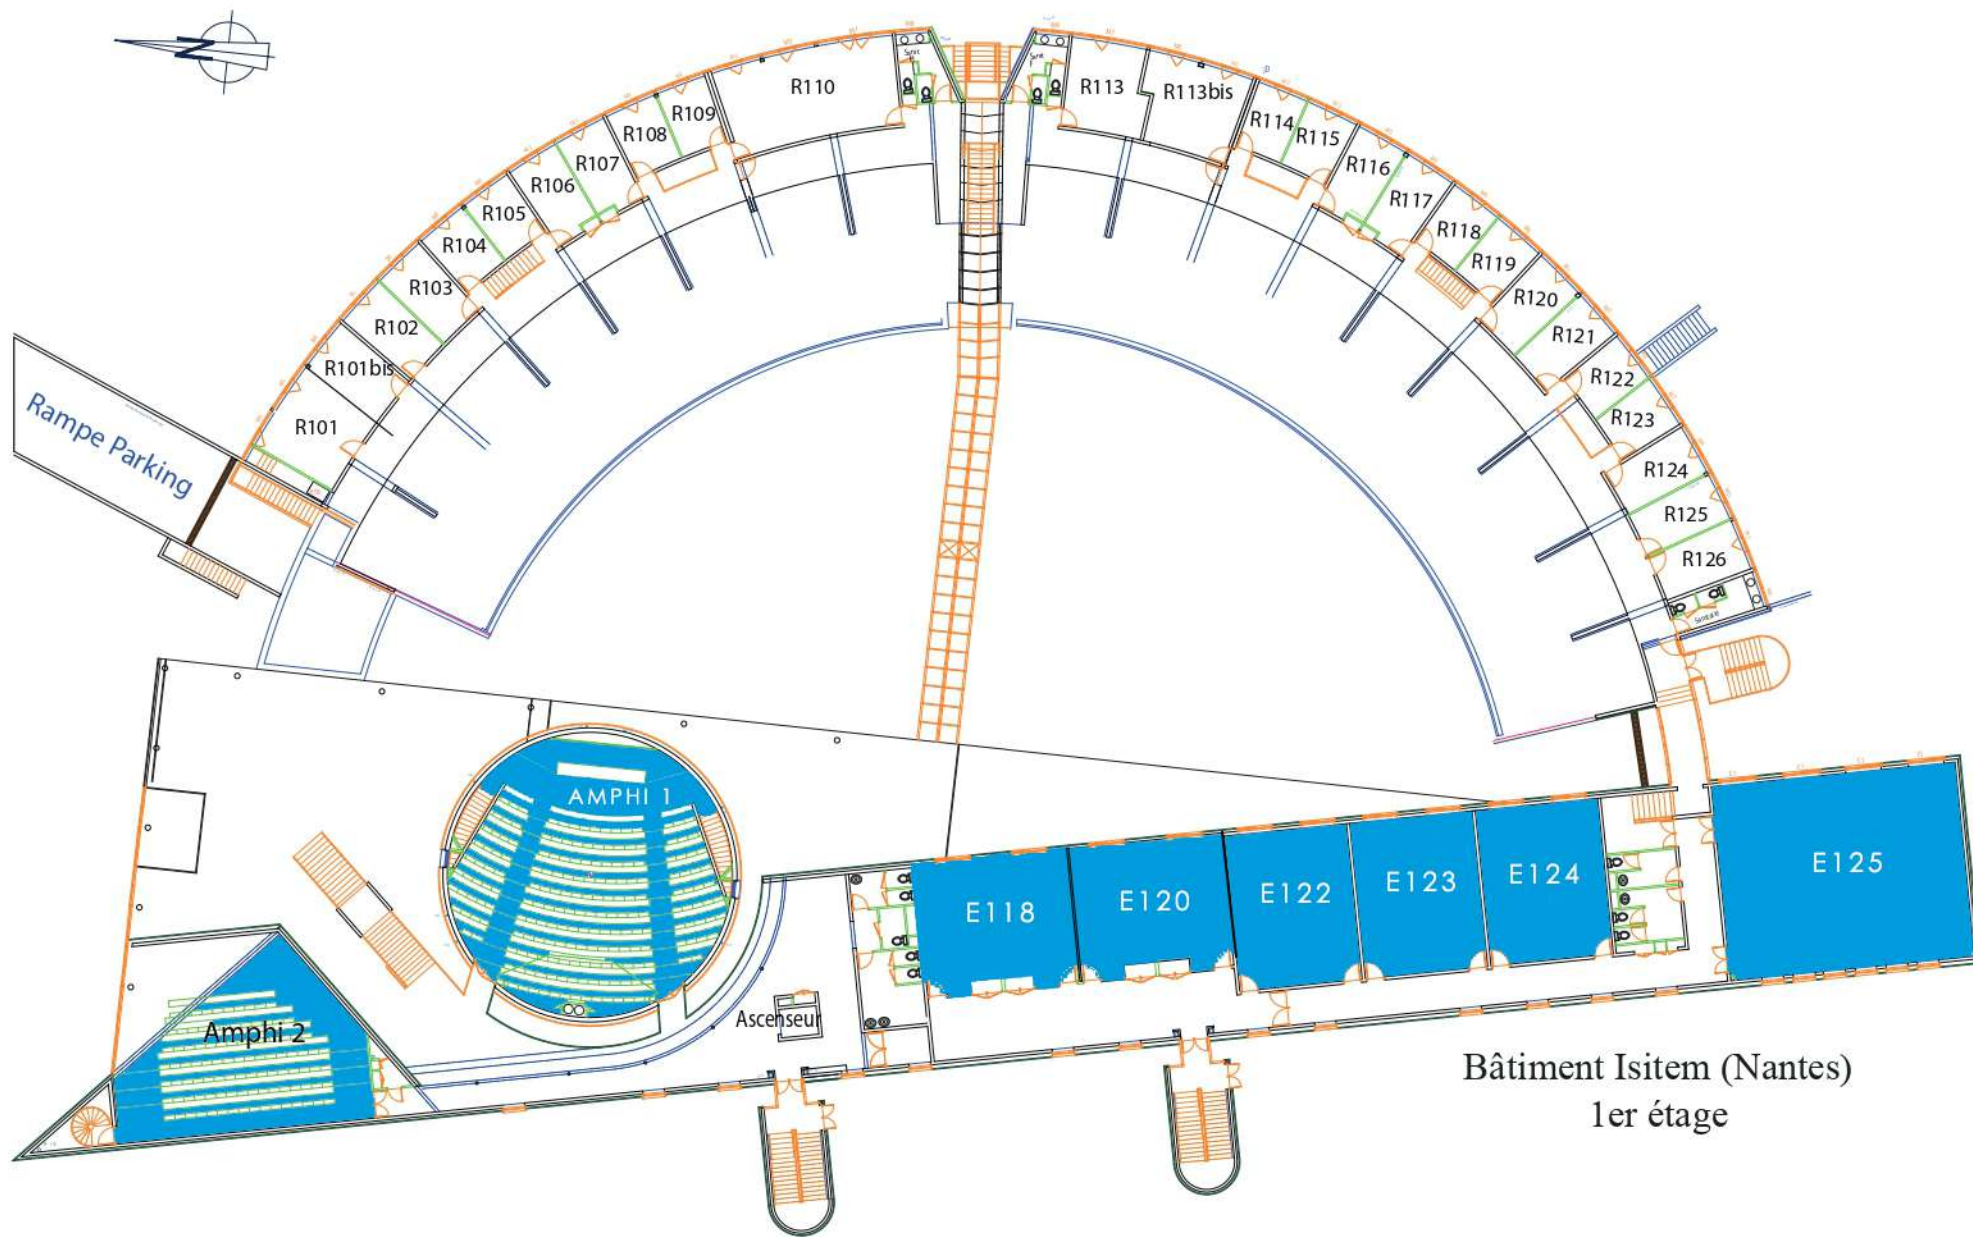 N
R110
R113
R113bis
R109
R108
R107
R106
R105
R104
R103
R102
R101bis
R101
R114
R115
R116
R117
R118
R119
R120
R121
R122
R123
R124
R125
R126
Rampe Parking
AMPHI 1
E118
E120
E122
E123
E124
E125
Ascenseur
Amphi 2
Bâtiment Isitem (Nantes)
1er étage